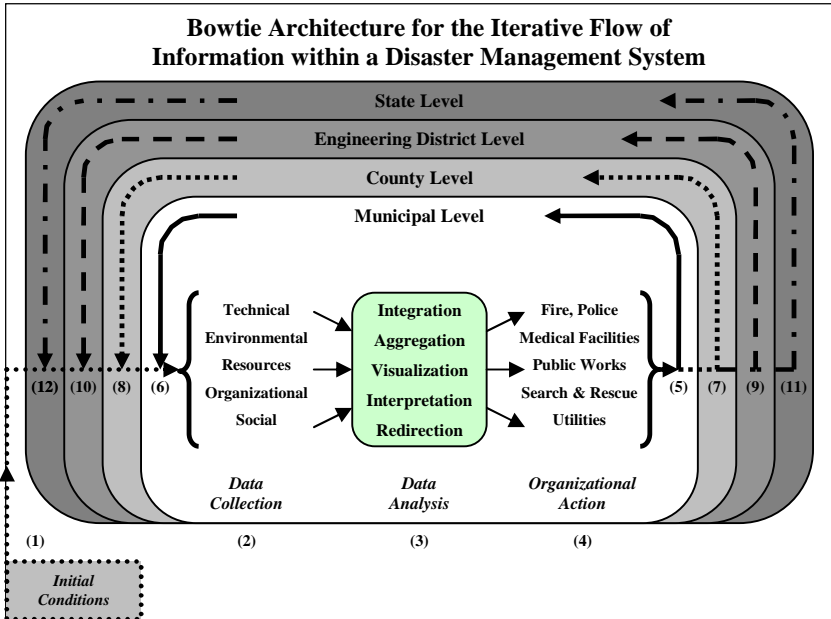 Bowtie Architecture for the Iterative Flow of
Information within a Disaster Management System
State Level
Engineering District Level
County Level
Municipal Level
Technical
Environmental
Resources
Organizational
Social
Integration
Aggregation
Visualization
Interpretation
Redirection
Fire, Police
Medical Facilities
Public Works
Search & Rescue
Utilities
(12) (10) (8) (6)
(5) (7) (9) (11)
Data
Collection
Data
Analysis
Organizational
Action
(1) (2) (3) (4)
Initial
Conditions